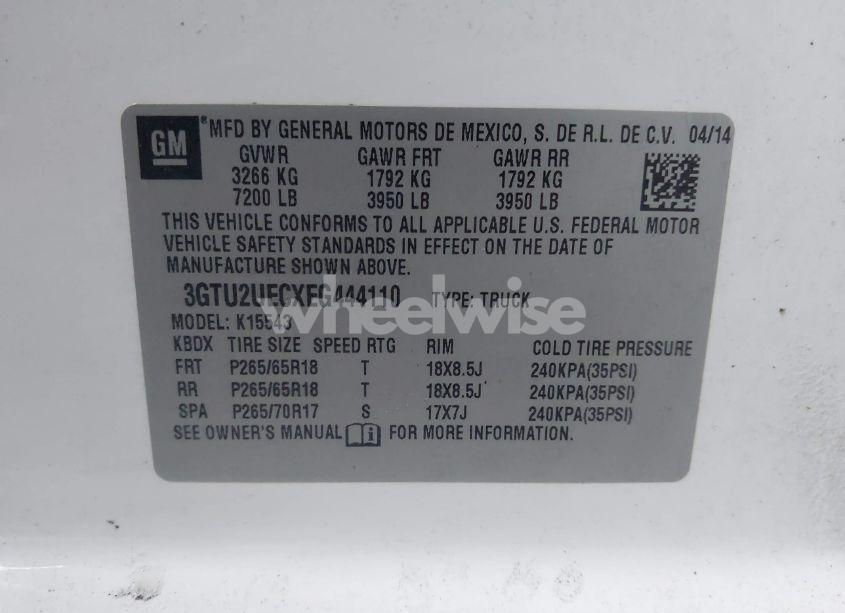 GM
®MFD BY GENERAL MOTORS DE MEXICO, S. DE R.L. DE C.V. 04/14
GVWR GAWR FRT GAWR RR
3266 KG 1792 KG 1792 KG
7200 LB 3950 LB 3950 LB
THIS VEHICLE CONFORMS TO ALL APPLICABLE U.S. FEDERAL MOTOR
VEHICLE SAFETY STANDARDS IN EFFECT ON THE DATE OF
MANUFACTURE SHOWN ABOVE.
3GTU2UECXEG444110 TYPE: TRUCK
wheelwise
MODEL: K15543
KBDX TIRE SIZE SPEED RTG RIM COLD TIRE PRESSURE
FRT P265/65R18 T 18X8.5J 240KPA(35PSI)
RR P265/65R18 T 18X8.5J 240KPA(35PSI)
SPA P265/70R17 S 17X7J 240KPA(35PSI)
SEE OWNER'S MANUAL i FOR MORE INFORMATION.